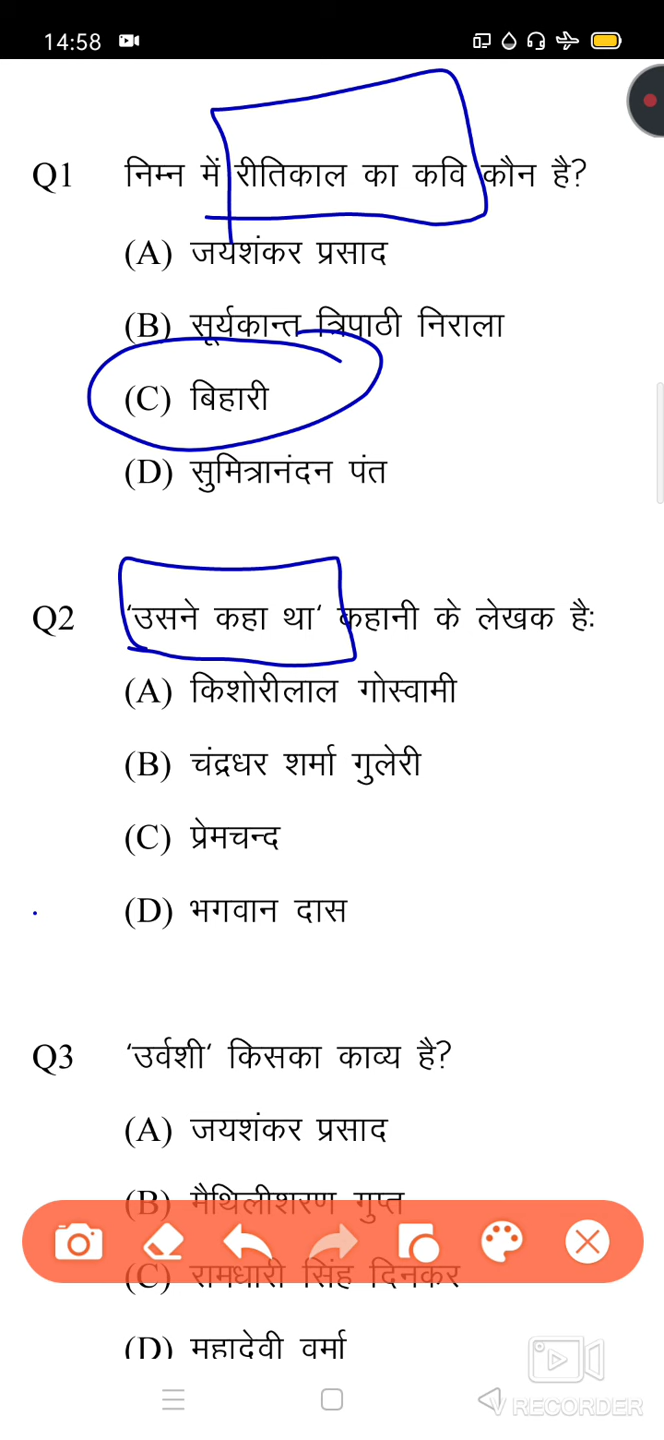 14:58
Q1 निम्न में रीतिकाल का कवि कौन है?
(A) जयशंकर प्रसाद
(B) सूर्यकान्त त्रिपाठी निराला
(C) बिहारी
(D) सुमित्रानंदन पंत
Q2 'उसने कहा था' कहानी के लेखक हैः
(A) किशोरीलाल गोस्वामी
(B) चंद्रधर शर्मा गुलेरी
(C) प्रेमचन्द
(D) भगवान दास
Q3 'उर्वशी' किसका काव्य है?
(A) जयशंकर प्रसाद
(B) मैथिलीशरण गुप्त
(C) रामधारी सिंह दिनकर
(D) महादेवी वर्मा
V RECORDER